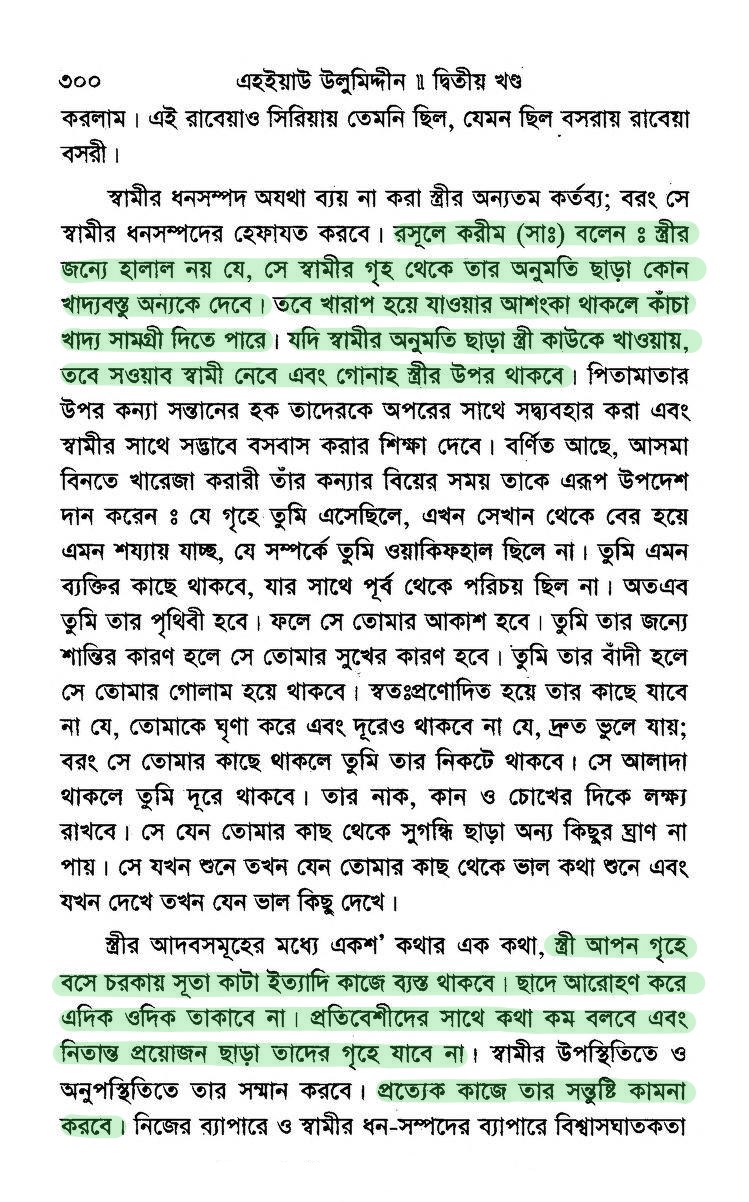 ৩০০ এহইয়াউ উলুমিদ্দীন ॥ দ্বিতীয় খণ্ড
করলাম। এই রাবেয়াও সিরিয়ায় তেমনি ছিল, যেমন ছিল বসরায় রাবেয়া
বসরী।
স্বামীর ধনসম্পদ অযথা ব্যয় না করা স্ত্রীর অন্যতম কর্তব্য; বরং সে
স্বামীর ধনসম্পদের হেফাযত করবে। রসূলে করীম (সাঃ) বলেন ঃ স্ত্রীর
জন্যে হালাল নয় যে, সে স্বামীর গৃহ থেকে তার অনুমতি ছাড়া কোন
খাদ্যবস্তু অন্যকে দেবে। তবে খারাপ হয়ে যাওয়ার আশংকা থাকলে কাঁচা
খাদ্য সামগ্রী দিতে পারে। যদি স্বামীর অনুমতি ছাড়া স্ত্রী কাউকে খাওয়ায়,
তবে সওয়াব স্বামী নেবে এবং গোনাহ স্ত্রীর উপর থাকবে। পিতামাতার
উপর কন্যা সন্তানের হক তাদেরকে অপরের সাথে সদ্ব্যবহার করা এবং
স্বামীর সাথে সদ্ভাবে বসবাস করার শিক্ষা দেবে। বর্ণিত আছে, আসমা
বিনতে খারেজা করারী তাঁর কন্যার বিয়ের সময় তাকে এরূপ উপদেশ
দান করেন ঃ যে গৃহে তুমি এসেছিলে, এখন সেখান থেকে বের হয়ে
এমন শয্যায় যাচ্ছ, যে সম্পর্কে তুমি ওয়াকিফহাল ছিলে না। তুমি এমন
ব্যক্তির কাছে থাকবে, যার সাথে পূর্ব থেকে পরিচয় ছিল না। অতএব
তুমি তার পৃথিবী হবে। ফলে সে তোমার আকাশ হবে। তুমি তার জন্যে
শান্তির কারণ হলে সে তোমার সুখের কারণ হবে। তুমি তার বাঁদী হলে
সে তোমার গোলাম হয়ে থাকবে। স্বতঃপ্রণোদিত হয়ে তার কাছে যাবে
না যে, তোমাকে ঘৃণা করে এবং দূরেও থাকবে না যে, দ্রুত ভুলে যায়;
বরং সে তোমার কাছে থাকলে তুমি তার নিকটে থাকবে। সে আলাদা
থাকলে তুমি দূরে থাকবে। তার নাক, কান ও চোখের দিকে লক্ষ্য
রাখবে। সে যেন তোমার কাছ থেকে সুগন্ধি ছাড়া অন্য কিছুর ঘ্রাণ না
পায়। সে যখন শুনে তখন যেন তোমার কাছ থেকে ভাল কথা শুনে এবং
যখন দেখে তখন যেন ভাল কিছু দেখে।
স্ত্রীর আদবসমূহের মধ্যে একশ' কথার এক কথা, স্ত্রী আপন গৃহে
বসে চরকায় সূতা কাটা ইত্যাদি কাজে ব্যস্ত থাকবে। ছাদে আরোহণ করে
এদিক ওদিক তাকাবে না। প্রতিবেশীদের সাথে কথা কম বলবে এবং
নিতান্ত প্রয়োজন ছাড়া তাদের গৃহে যাবে না। স্বামীর উপস্থিতিতে ও
অনুপস্থিতিতে তার সম্মান করবে। প্রত্যেক কাজে তার সন্তুষ্টি কামনা
করবে। নিজের ব্যাপারে ও স্বামীর ধন-সম্পদের ব্যাপারে বিশ্বাসঘাতকতা